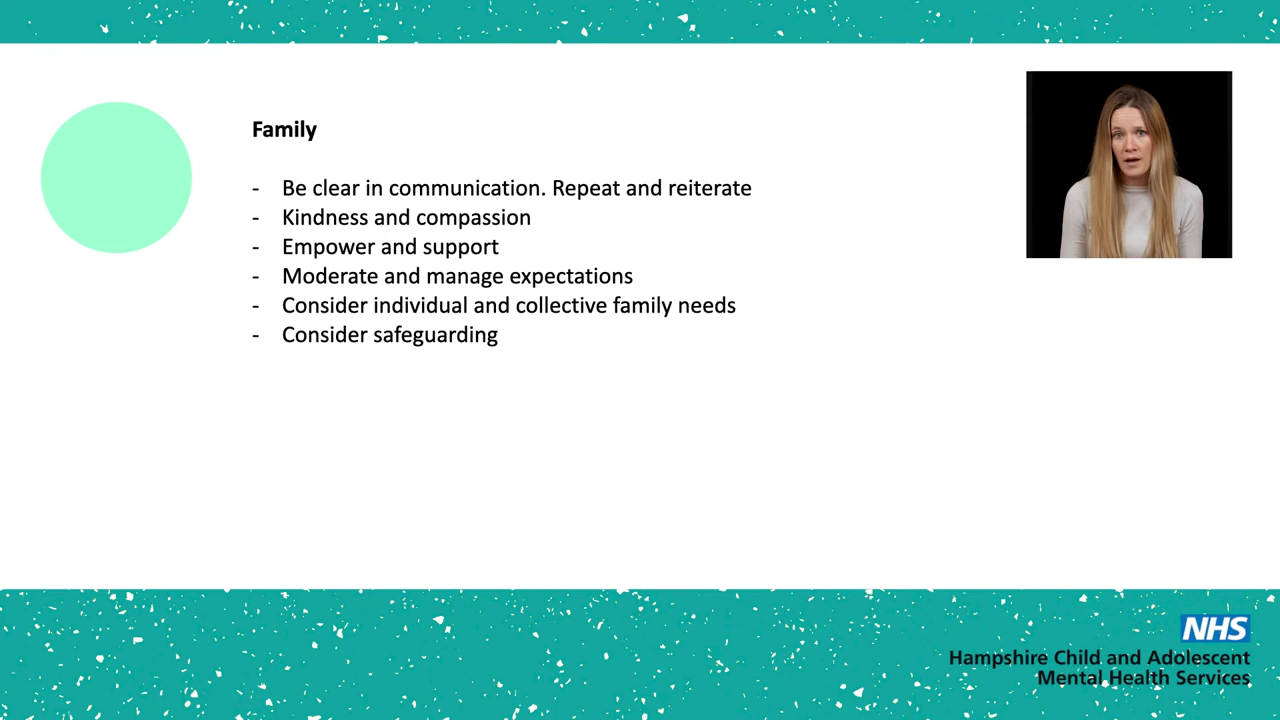 Family
- Be clear in communication. Repeat and reiterate
- Kindness and compassion
- Empower and support
- Moderate and manage expectations
- Consider individual and collective family needs
- Consider safeguarding
NHS
Hampshire Child and Adolescent
Mental Health Services